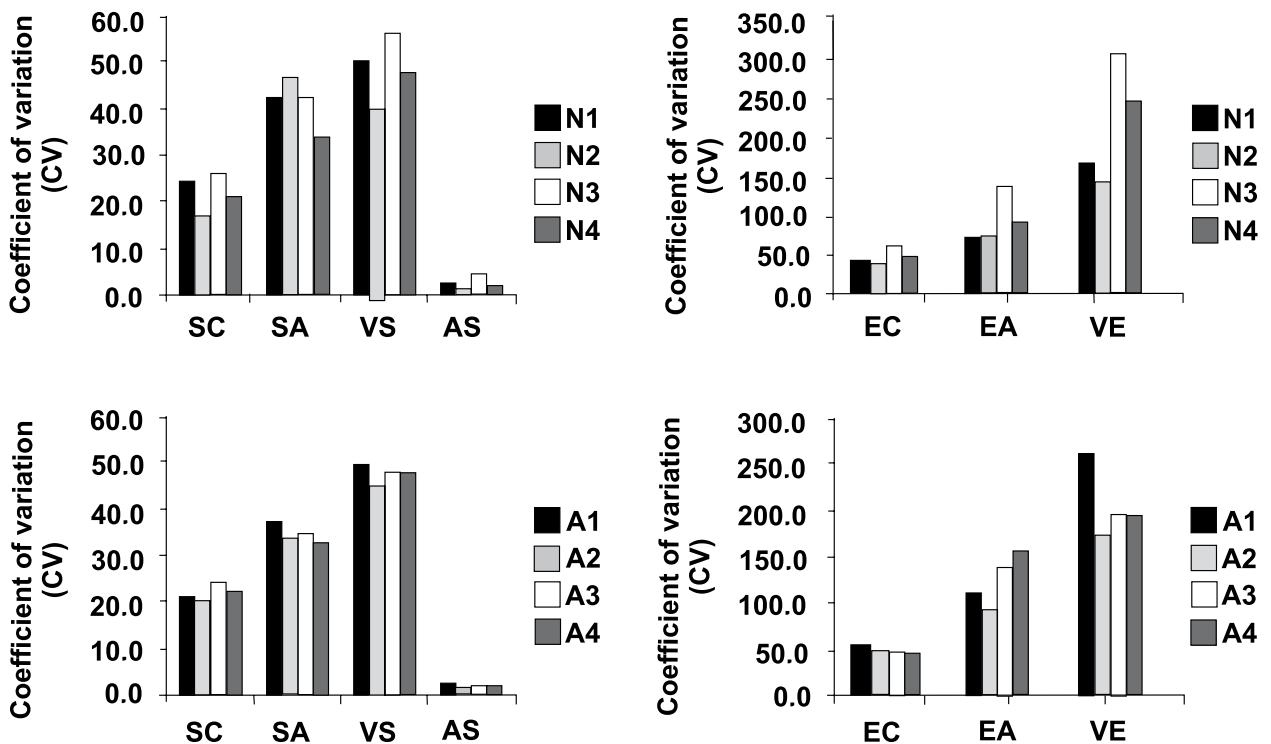 Coefficient of variation
(CV)
60.0
50.0
40.0
30.0
20.0
10.0
0.0
SC SA VS AS
N1
N2
N3
N4
Coefficient of variation
(CV)
350.0
300.0
250.0
200.0
150.0
100.0
50.0
0.0
EC EA VE
N1
N2
N3
N4
Coefficient of variation
(CV)
60.0
50.0
40.0
30.0
20.0
10.0
0.0
SC SA VS AS
A1
A2
A3
A4
Coefficient of variation
(CV)
300.0
250.0
200.0
150.0
100.0
50.0
0.0
EC EA VE
A1
A2
A3
A4